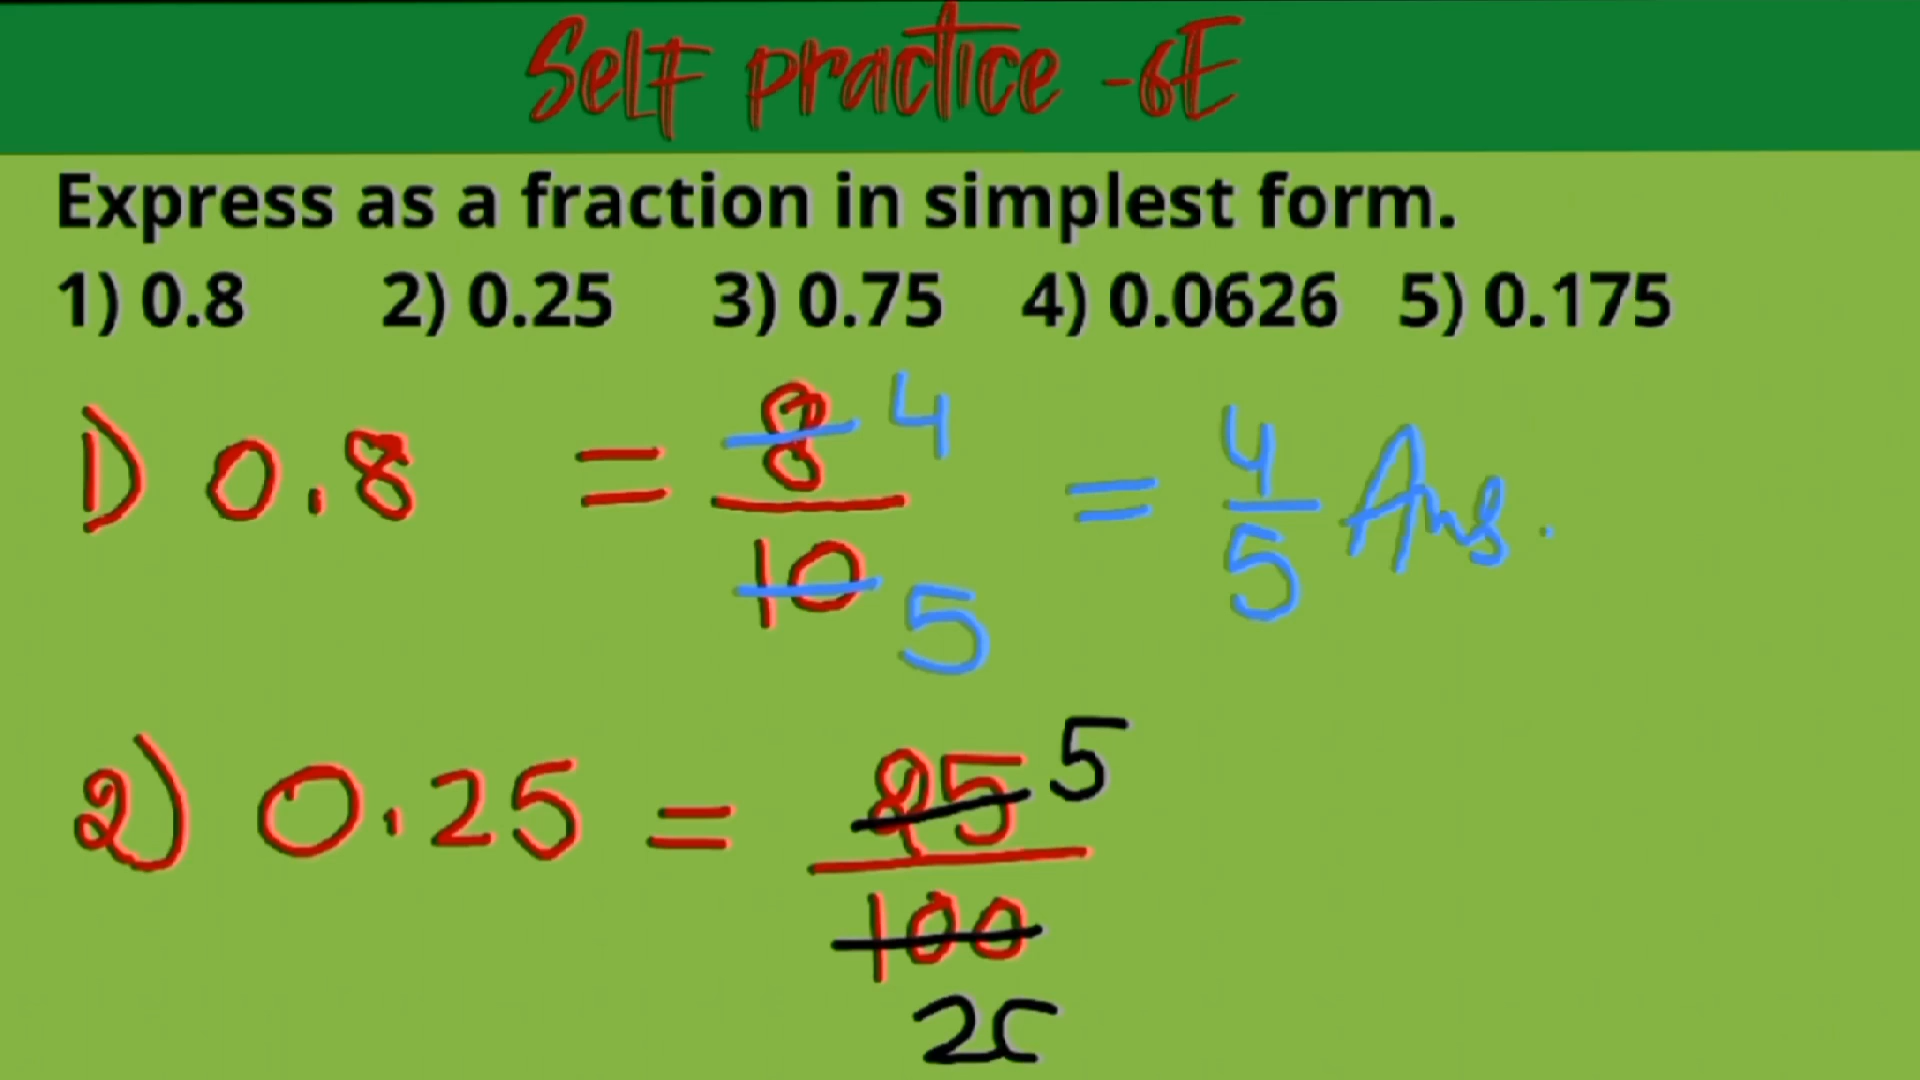 Self practice -6E
Express as a fraction in simplest form.
1) 0.8 2) 0.25 3) 0.75 4) 0.0626 5) 0.175
1) 0.8 = 8/10 4 5 = 4/5 Ans.
2) 0.25 = 25/100 5